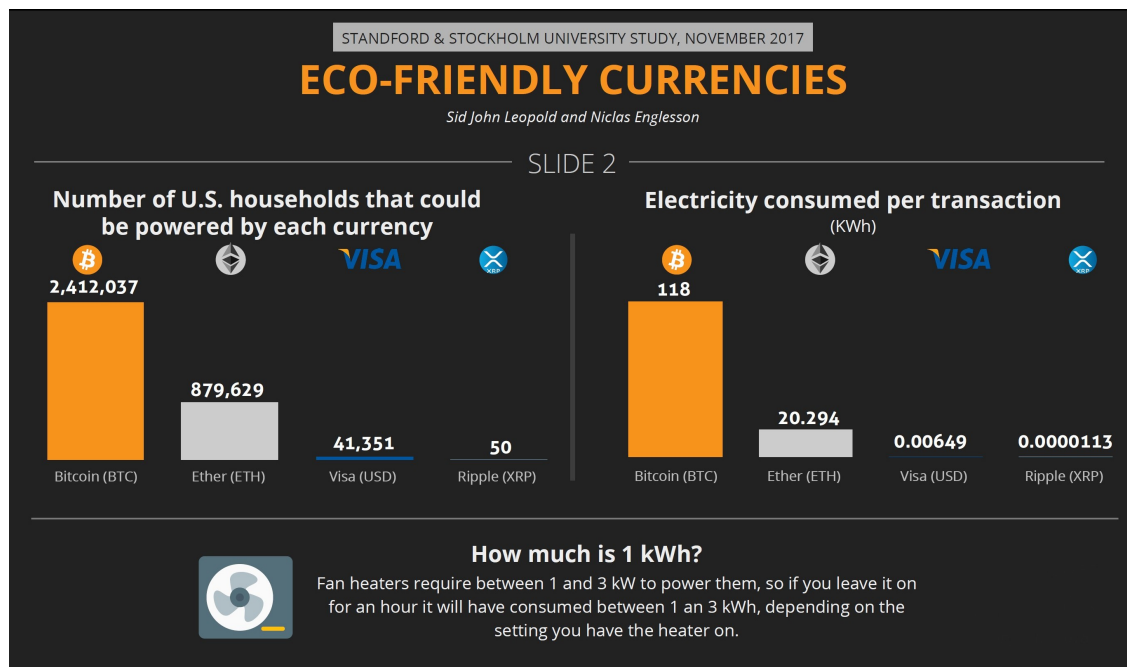 STANDFORD & STOCKHOLM UNIVERSITY STUDY, NOVEMBER 2017
ECO-FRIENDLY CURRENCIES
Sid John Leopold and Niclas Englesson
SLIDE 2
Number of U.S. households that could
be powered by each currency
VISA
XRP
2,412,037
879,629
41,351
50
Bitcoin (BTC)
Ether (ETH)
Visa (USD)
Ripple (XRP)
Electricity consumed per transaction
(KWh)
VISA
XRP
118
20.294
0.00649
0.0000113
Bitcoin (BTC)
Ether (ETH)
Visa (USD)
Ripple (XRP)
How much is 1 kWh?
Fan heaters require between 1 and 3 kW to power them, so if you leave it on
for an hour it will have consumed between 1 an 3 kWh, depending on the
setting you have the heater on.